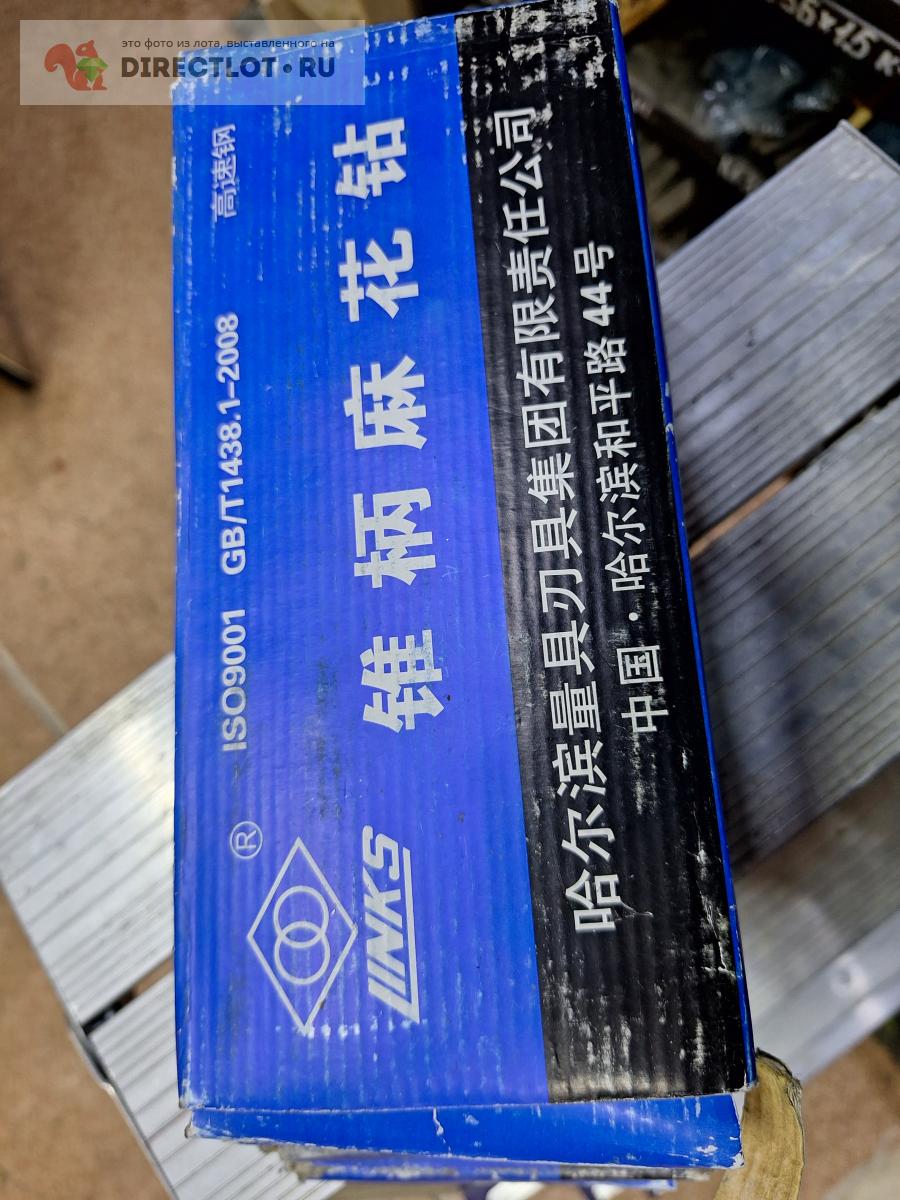 это фото из лота, выставленного на
DIRECTLOT·RU
ISO9001 GB/T1438.1-2008 高速钢
®
LINKS
锥柄麻花钻
哈尔滨量具刃具集团有限责任公司
中国·哈尔滨和平路44号